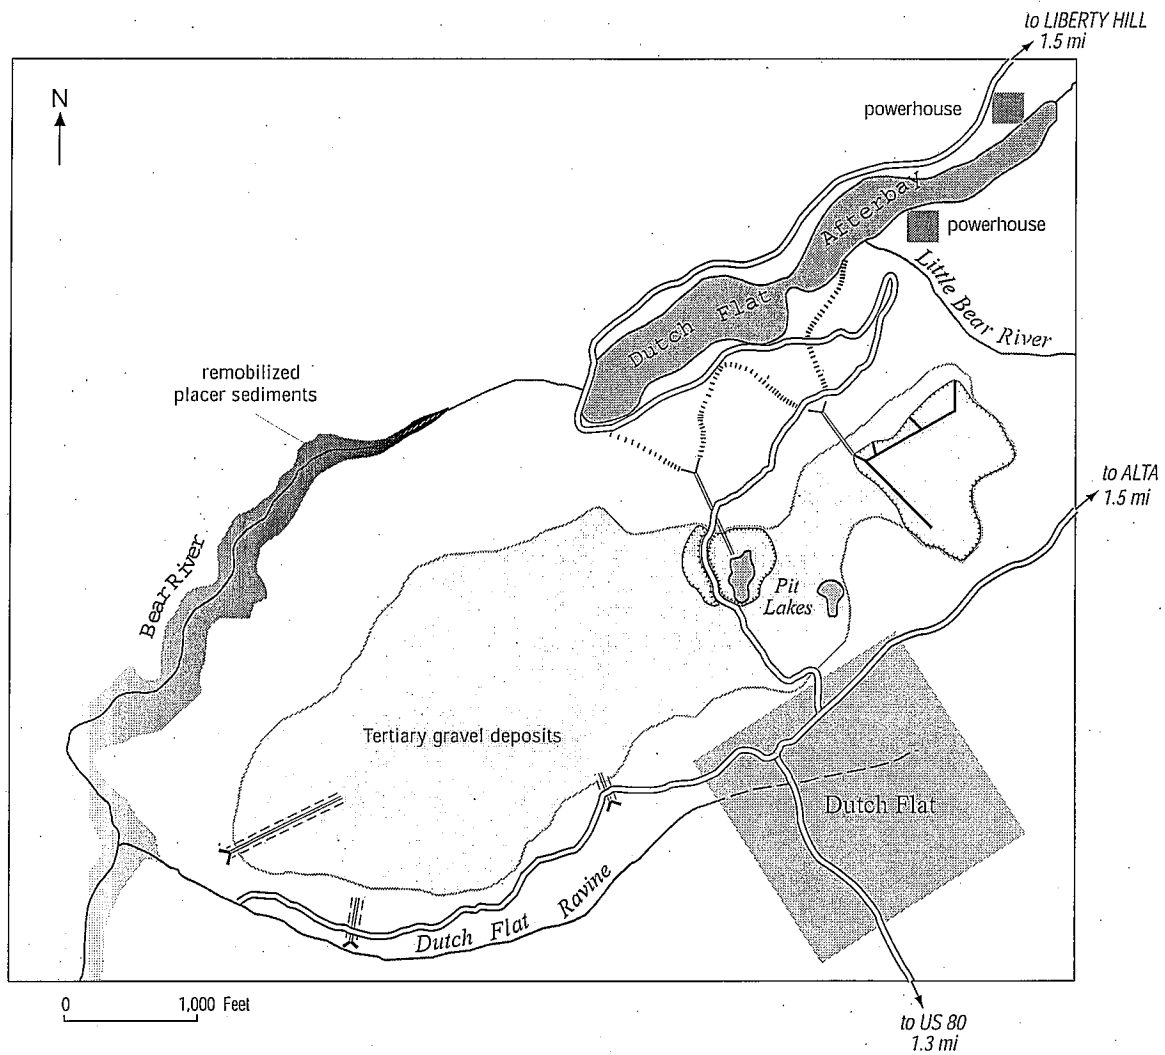 to LIBERTY HILL
1.5 mi
N
powerhouse
Afterbay
powerhouse
Little Bear River
Dutch Flat
remobilized
placer sediments
to ALTA
1.5 mi
Bear River
Pit
Lakes
Tertiary gravel deposits
Dutch Flat
Dutch Flat Ravine
0 1,000 Feet
to US 80
1.3 mi